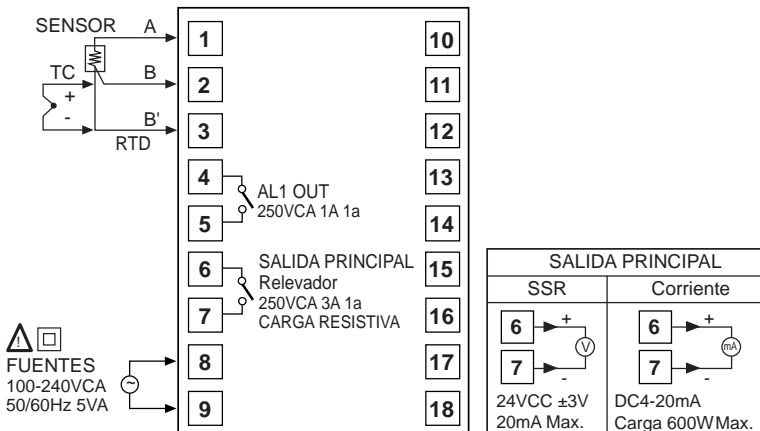 SENSOR
A
TC
B
+
-
B'
RTD
1
2
3
4
5
6
7
8
9
10
11
12
13
14
15
16
17
18
AL1 OUT
250VCA 1A 1a
SALIDA PRINCIPAL
Relevador
250VCA 3A 1a
CARGA RESISTIVA
FUENTES
100-240VCA
50/60Hz 5VA
SALIDA PRINCIPAL
SSR
6
+
V
7
-
24VCC ±3V
20mA Max.
Corriente
6
+
mA
7
-
DC4-20mA
Carga 600WMax.